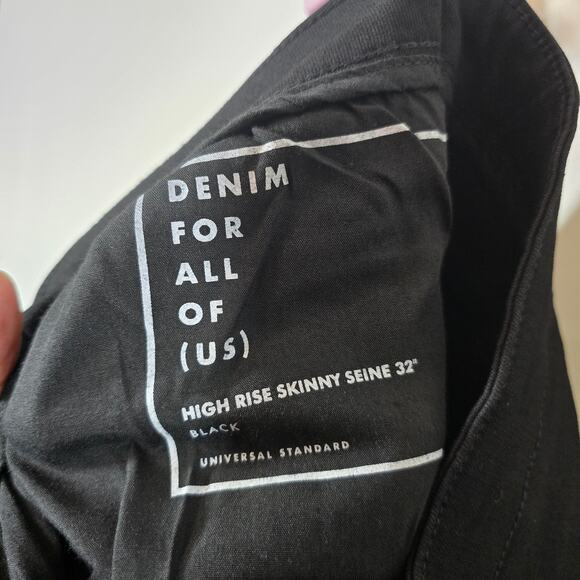 DENIM
FOR
ALL
OF
(US)
HIGH RISE SKINNY SEINE 32"
BLACK
UNIVERSAL STANDARD